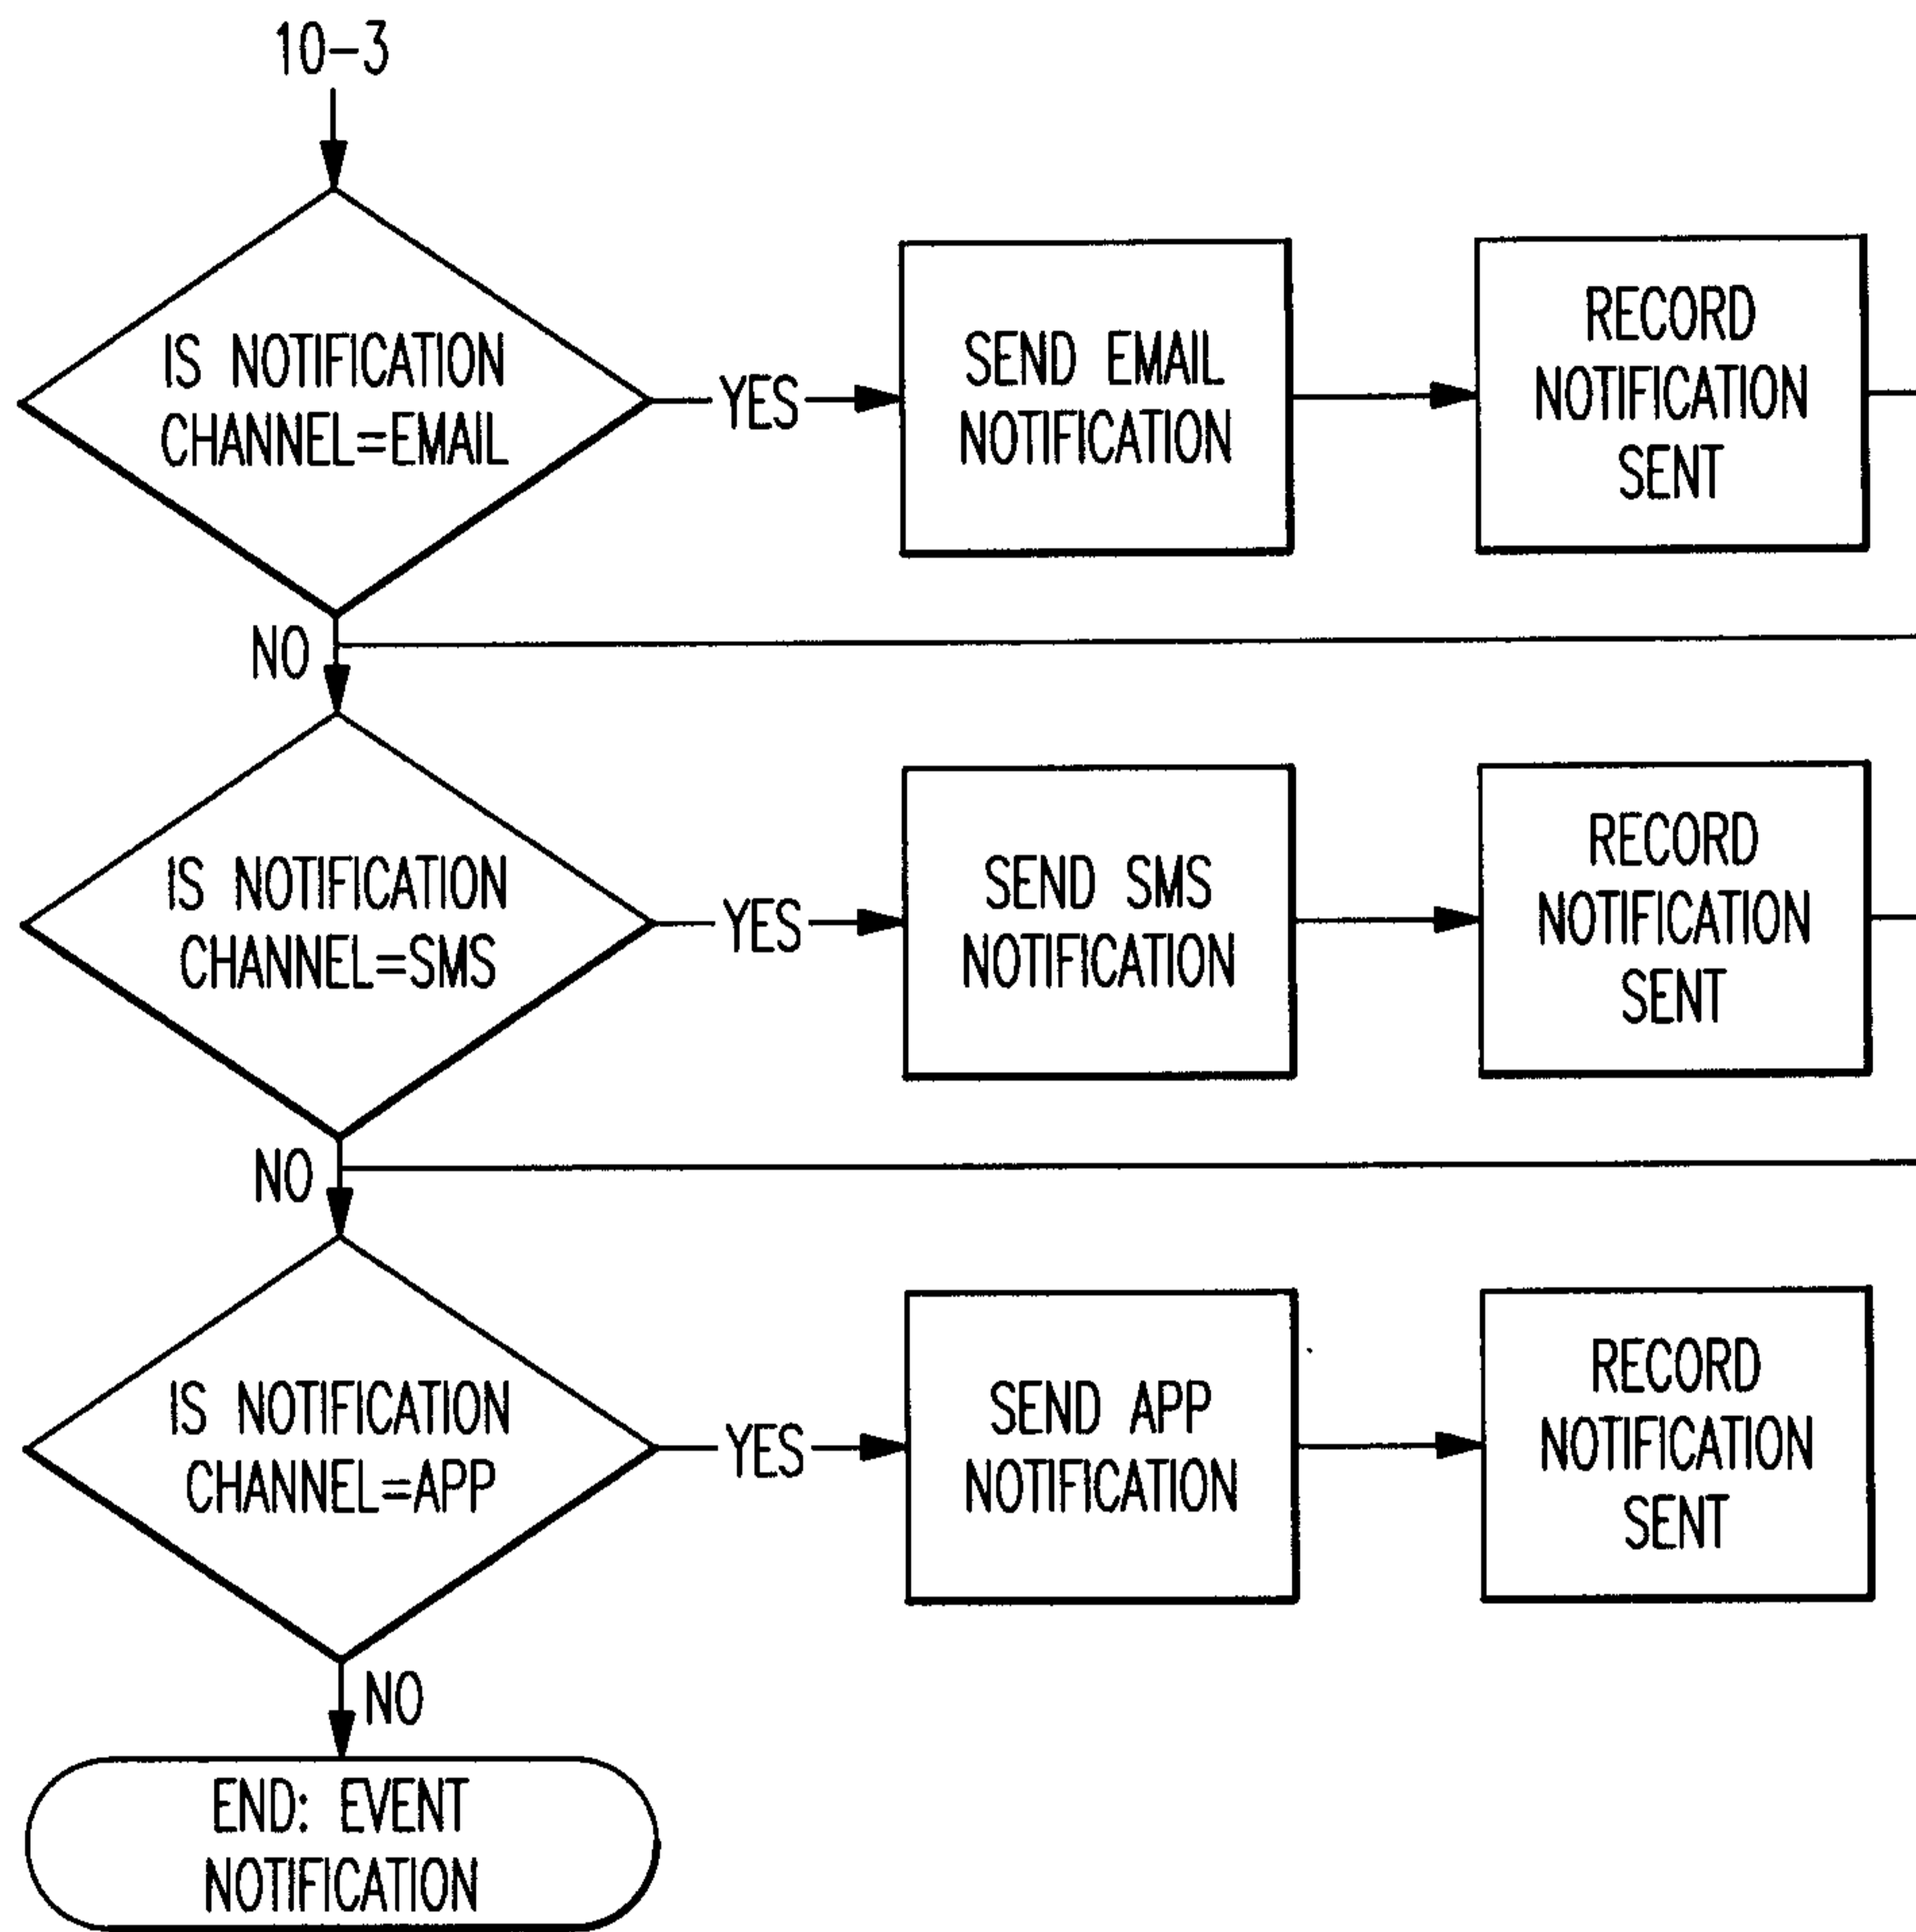 10-3
IS NOTIFICATION
CHANNEL=EMAIL
YES
SEND EMAIL
NOTIFICATION
RECORD
NOTIFICATION
SENT
NO
IS NOTIFICATION
CHANNEL=SMS
YES
SEND SMS
NOTIFICATION
RECORD
NOTIFICATION
SENT
NO
IS NOTIFICATION
CHANNEL=APP
YES
SEND APP
NOTIFICATION
RECORD
NOTIFICATION
SENT
NO
END: EVENT
NOTIFICATION